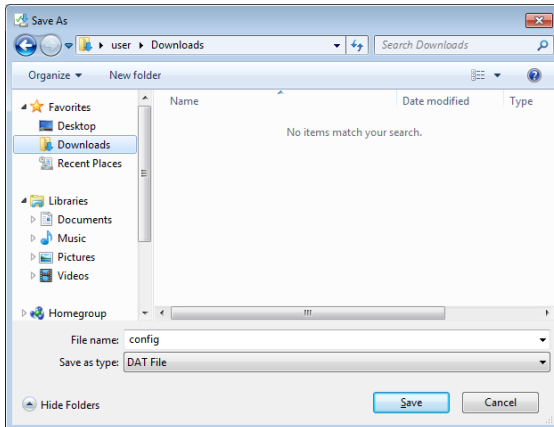 Save As
user Downloads
Search Downloads
Organize New folder
Name Date modified Type
No items match your search.
Favorites
Desktop
Downloads
Recent Places
Libraries
Documents
Music
Pictures
Videos
Homegroup
File name: config
Save as type: DAT File
Hide Folders
Save Cancel